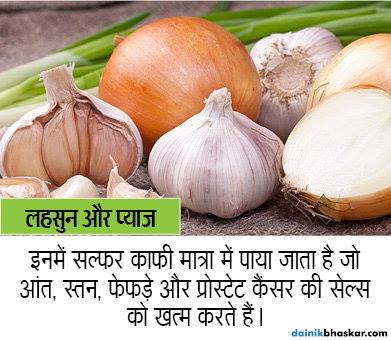 लहसुन और प्याज
इनमें सल्फर काफी मात्रा में पाया जाता है जो
आंत, स्तन, फेफड़े और प्रोस्टेट कैंसर की सेल्स
को खत्म करते हैं।
dainikbhaskar.com